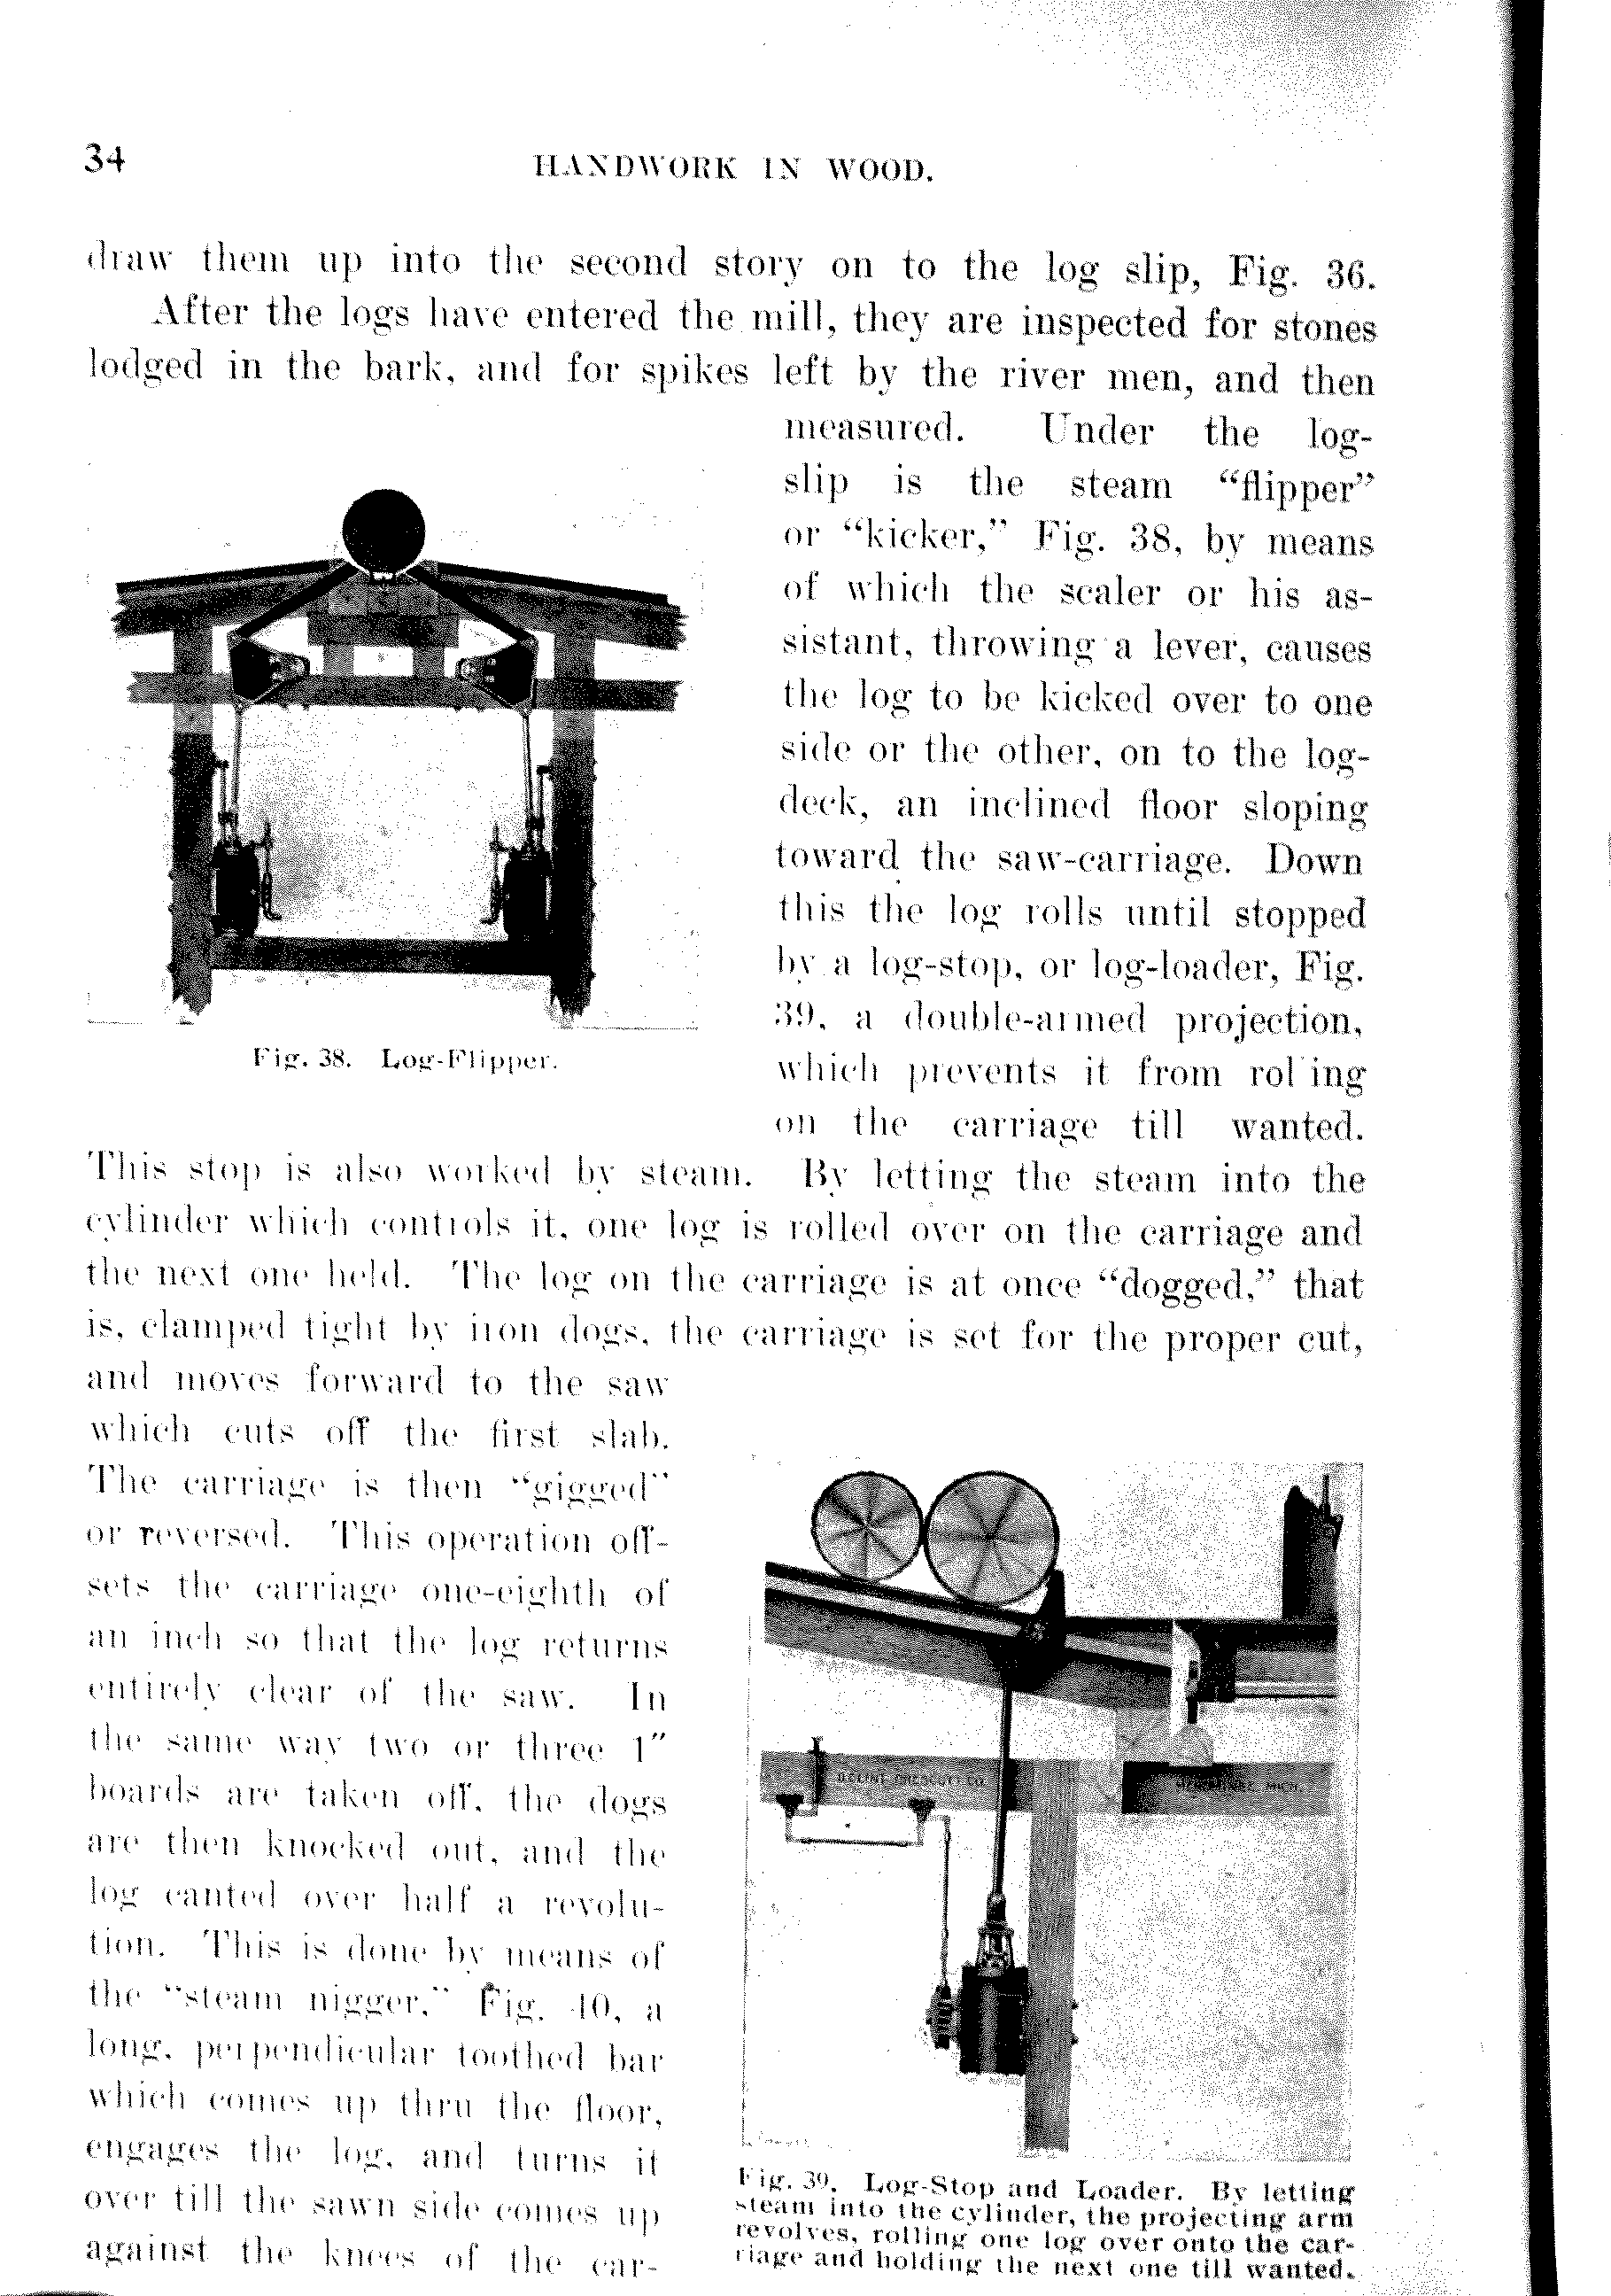 34
HANDWORK IN WOOD.
draw them up into the second story on to the log slip, Fig. 36.
After the logs have entered the mill, they are inspected for stones
lodged in the bark, and for spikes left by the river men, and then
measured. Under the log-
slip is the steam “flipper”
or “kicker,” Fig. 38, by means
of which the scaler or his as-
sistant, throwing a lever, causes
the log to be kicked over to one
side or the other, on to the log-
deck, an inclined floor sloping
toward the saw-carriage. Down
this the log rolls until stopped
by a log-stop, or log-loader, Fig.
39, a double-armed projection,
which prevents it from rol ing
on the carriage till wanted.
Fig. 38. Log-Flipper.
This stop is also worked by steam. By letting the steam into the
cylinder which controls it, one log is rolled over on the carriage and
the next one held. The log on the carriage is at once “dogged,” that
is, clamped tight by iron dogs, the carriage is set for the proper cut,
and moves forward to the saw
which cuts off the first slab.
The carriage is then “gigged”
or reversed. This operation off-
sets the carriage one-eighth of
an inch so that the log returns
entirely clear of the saw. In
the same way two or three 1″
boards are taken off, the dogs
are then knocked out, and the
log canted over half a revolu-
tion. This is done by means of
the “steam nigger,” Fig. 40, a
long, perpendicular toothed bar
which comes up thru the floor,
engages the log, and turns it
over till the sawn side comes up
against the knees of the car-
PRESCOTT CO
MICH.
Fig. 39. Log-Stop and Loader. By letting
steam into the cylinder, the projecting arm
revolves, rolling one log over onto the car-
riage and holding the next one till wanted.